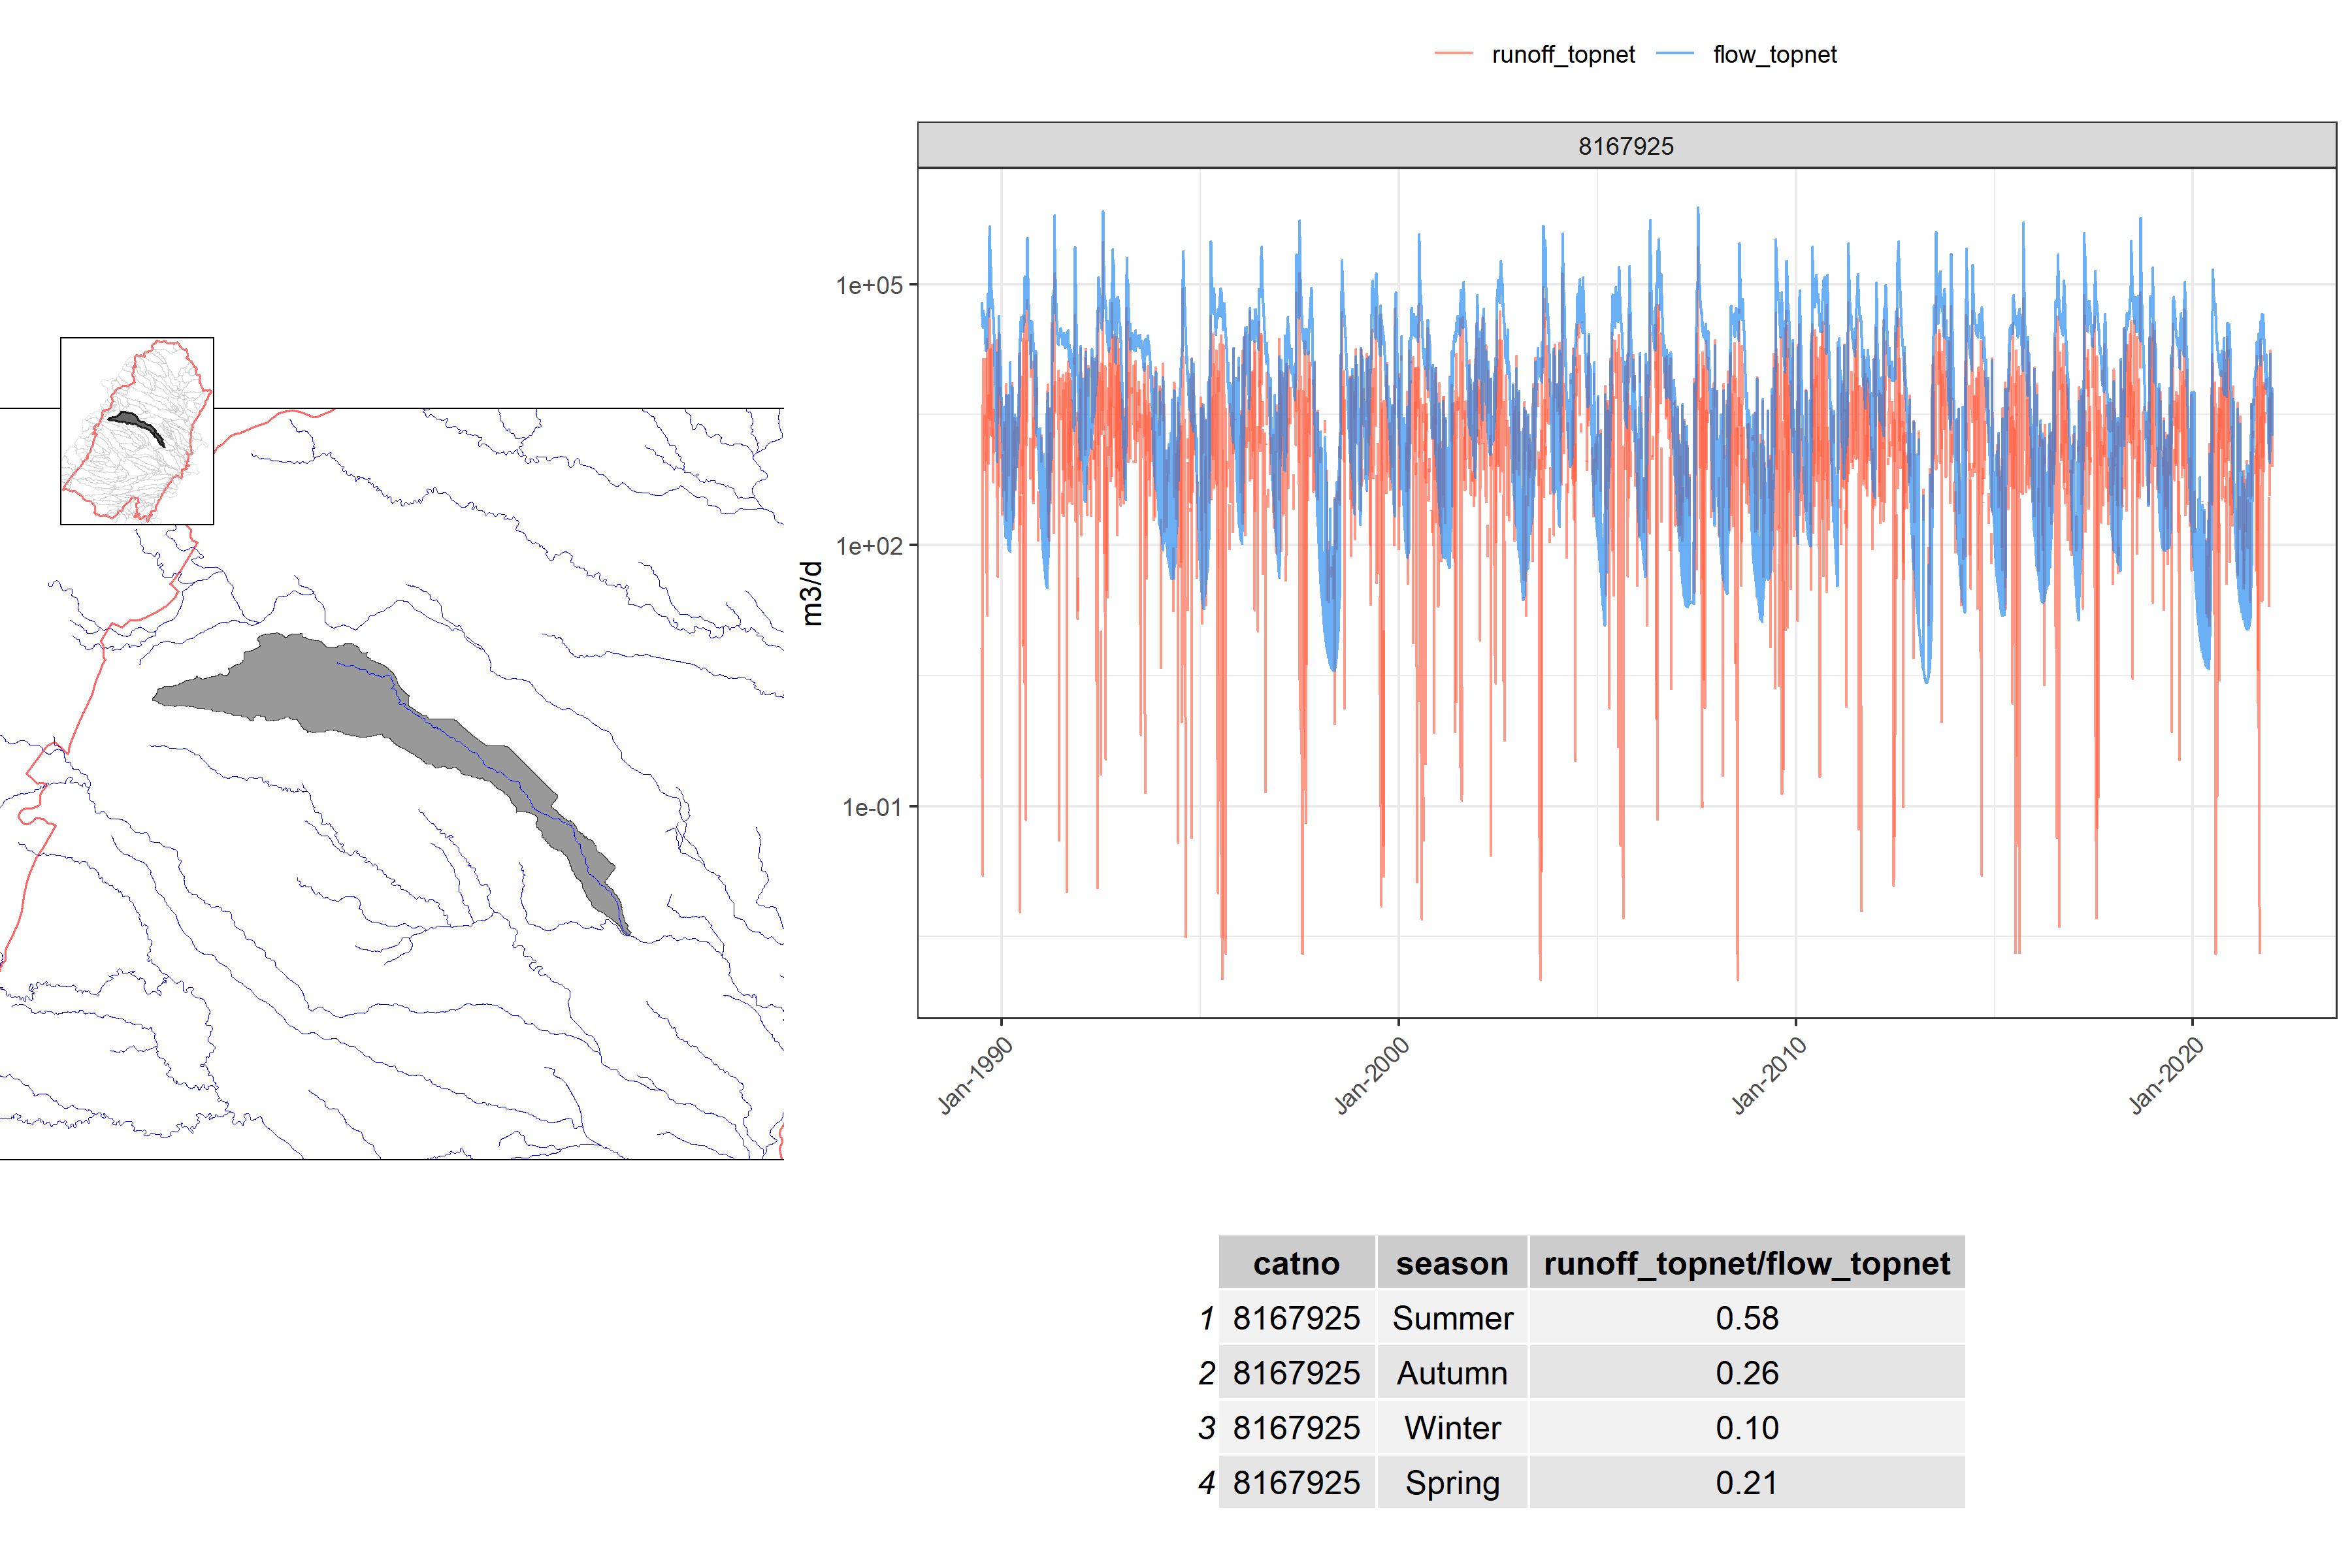 runoff_topnet flow_topnet
8167925
m3/d
1e+05
1e+02
1e-01
Jan-1990 Jan-2000 Jan-2010 Jan-2020
catno season runoff_topnet/flow_topnet
1 8167925 Summer 0.58
2 8167925 Autumn 0.26
3 8167925 Winter 0.10
4 8167925 Spring 0.21